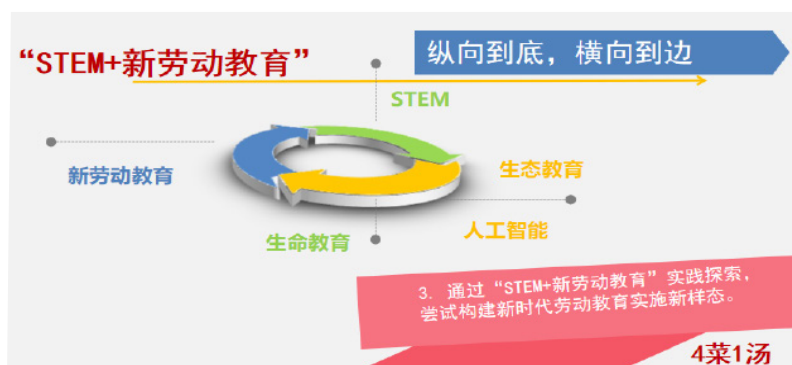 “STEM+新劳动教育”
纵向到底，横向到边
STEM
新劳动教育
生态教育
生命教育
人工智能
3. 通过“STEM+新劳动教育”实践探索，
尝试构建新时代劳动教育实施新样态。
4菜1汤